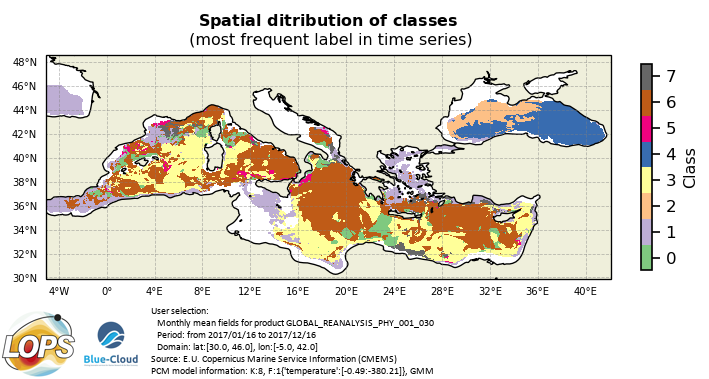 Spatial ditribution of classes
(most frequent label in time series)
48°N
46°N
44°N
42°N
40°N
38°N
36°N
34°N
32°N
30°N
4°W 0° 4°E 8°E 12°E 16°E 20°E 24°E 28°E 32°E 36°E 40°E
7
6
5
4
3
2
1
0
Class
LOPS
Blue-Cloud
User selection:
Monthly mean fields for product GLOBAL_REANALYSIS_PHY_001_030
Period: from 2017/01/16 to 2017/12/16
Domain: lat:[30.0, 46.0], lon:[-5.0, 42.0]
Source: E.U. Copernicus Marine Service Information (CMEMS)
PCM model information: K:8, F:1{'temperature':[-0.49:-380.21]}, GMM